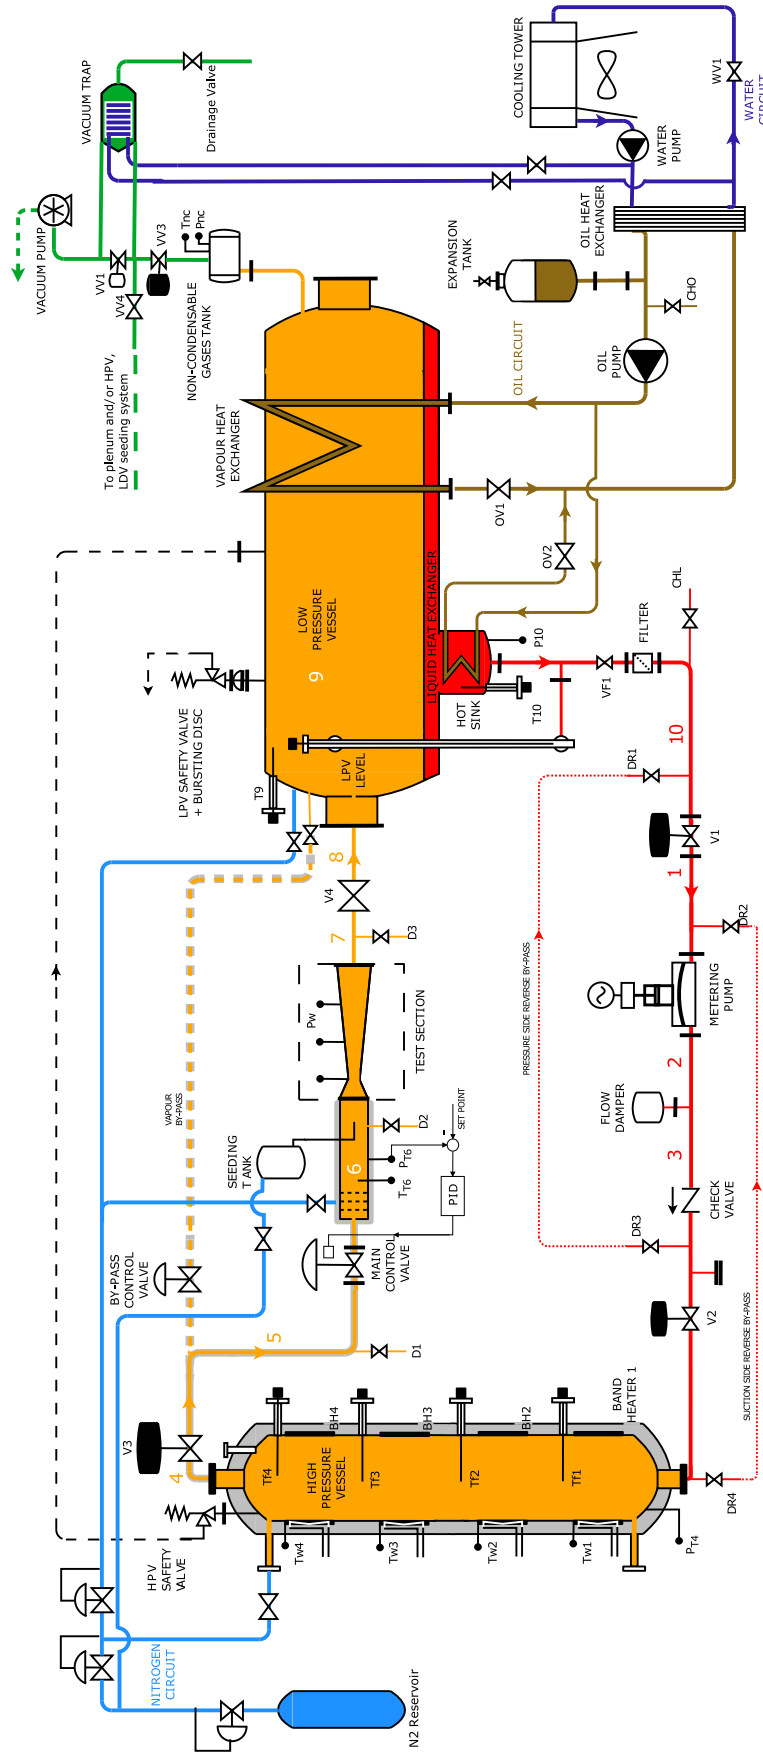 VACUUM TRAP
Drainage Valve
COOLING TOWER
WV1
WATER
CIRCUIT
WATER
PUMP
VACUUM PUMP
VV1
VV4
VV3
Tnc
Pnc
NON-CONDENSABLE
GASES TANK
To plenum and/or HPV,
LDV seeding system
EXPANSION
TANK
OIL HEAT
EXCHANGER
CHO
OIL
PUMP
OIL CIRCUIT
VAPOUR HEAT
EXCHANGER
OV1
OV2
LIQUID HEAT EXCHANGER
LOW
PRESSURE
VESSEL
9
LPV SAFETY VALVE
+ BURSTING DISC
T9
LPV
LEVEL
HOT
SINK
T10
P10
VF1
FILTER
CHL
10
DR1
V1
1
DR2
METERING
PUMP
PRESSURE SIDE REVERSE BY-PASS
2
FLOW
DAMPER
3
CHECK
VALVE
DR3
V2
SUCTION SIDE REVERSE BY-PASS
DR4
8
V4
7
D3
TEST SECTION
Pw
VAPOUR
BY-PASS
SEEDING
TANK
6
D2
PT6
TT6
SET POINT
PID
MAIN
CONTROL
VALVE
BY-PASS
CONTROL
VALVE
5
D1
V3
4
HPV
SAFETY
VALVE
HIGH
PRESSURE
VESSEL
BH4
BH3
BH2
BAND
HEATER 1
Tf4
Tf3
Tf2
Tf1
Tw4
Tw3
Tw2
Tw1
PT4
NITROGEN
CIRCUIT
N2 Reservoir